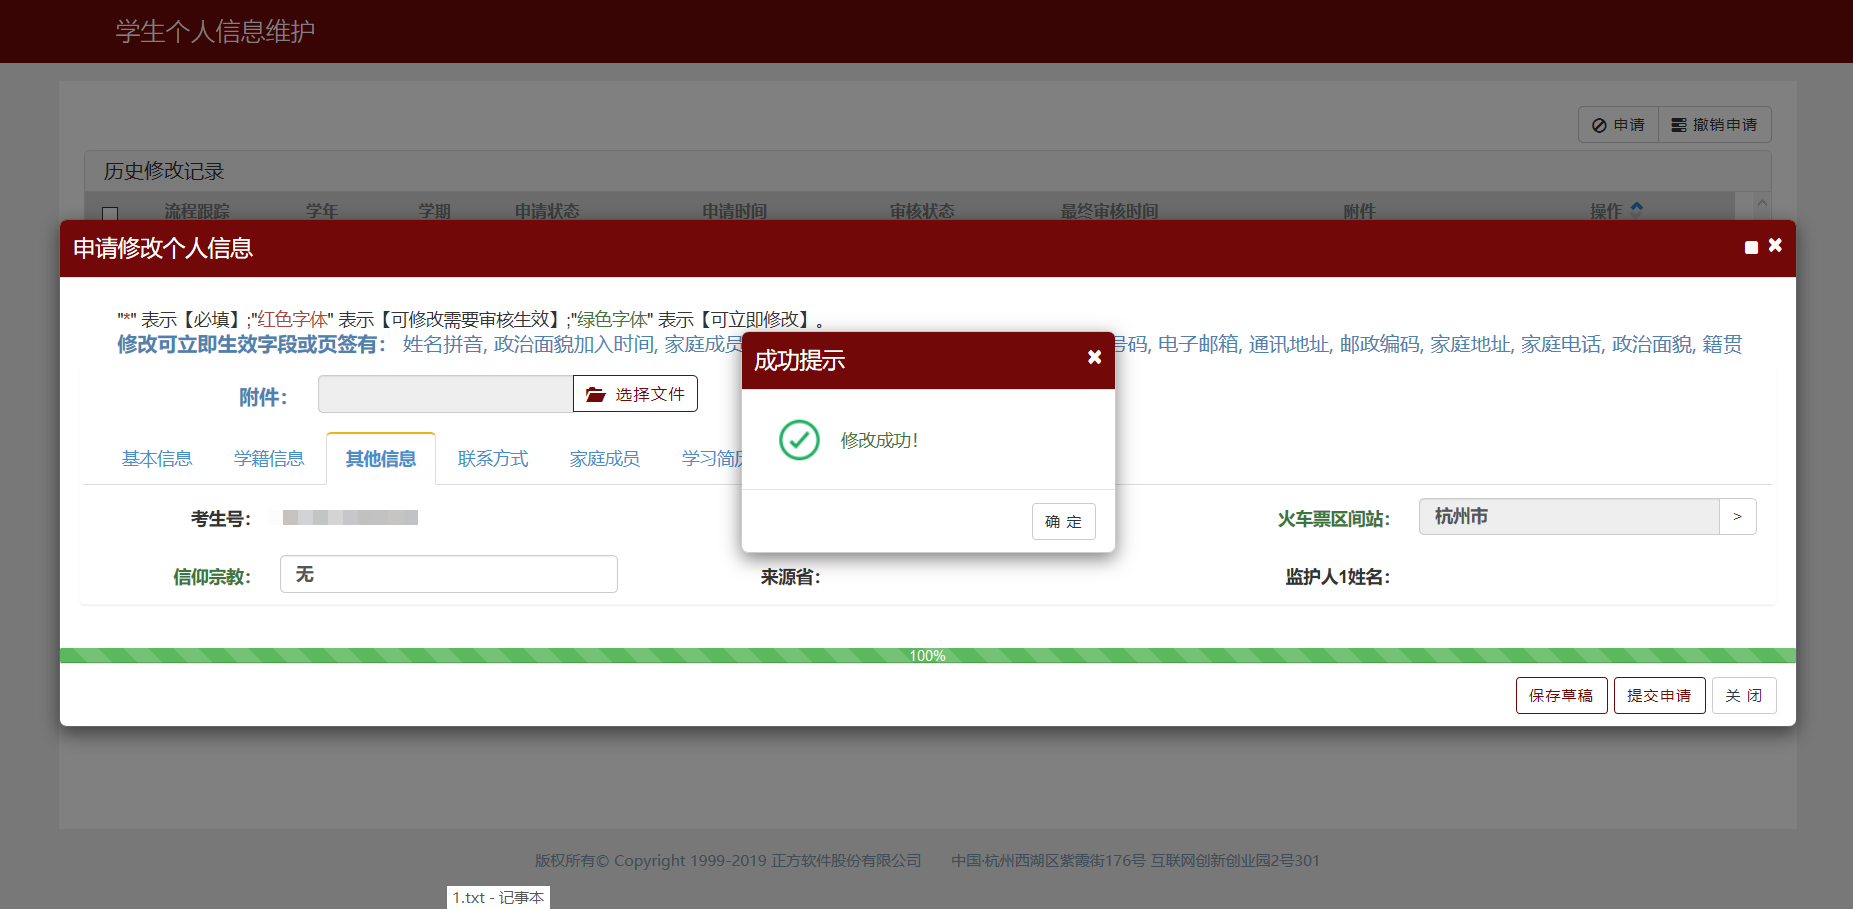 学生个人信息维护
申请 撤销申请
历史修改记录
流程跟踪 学年 学期 申请状态 申请时间 审核状态 最终审核时间 附件 操作
申请修改个人信息
"*" 表示【必填】;"红色字体" 表示【可修改需要审核生效】;"绿色字体" 表示【可立即修改】。
修改可立即生效字段或页签有： 姓名拼音, 政治面貌加入时间, 家庭成员 号码, 电子邮箱, 通讯地址, 邮政编码, 家庭地址, 家庭电话, 政治面貌, 籍贯
成功提示
附件： 选择文件
修改成功！
基本信息 学籍信息 其他信息 联系方式 家庭成员 学习简历
确 定
考生号： 火车票区间站： 杭州市 >
信仰宗教： 无 来源省： 监护人1姓名：
100%
保存草稿 提交申请 关 闭
版权所有© Copyright 1999-2019 正方软件股份有限公司 中国·杭州西湖区紫霞街176号 互联网创新创业园2号301
1.txt - 记事本